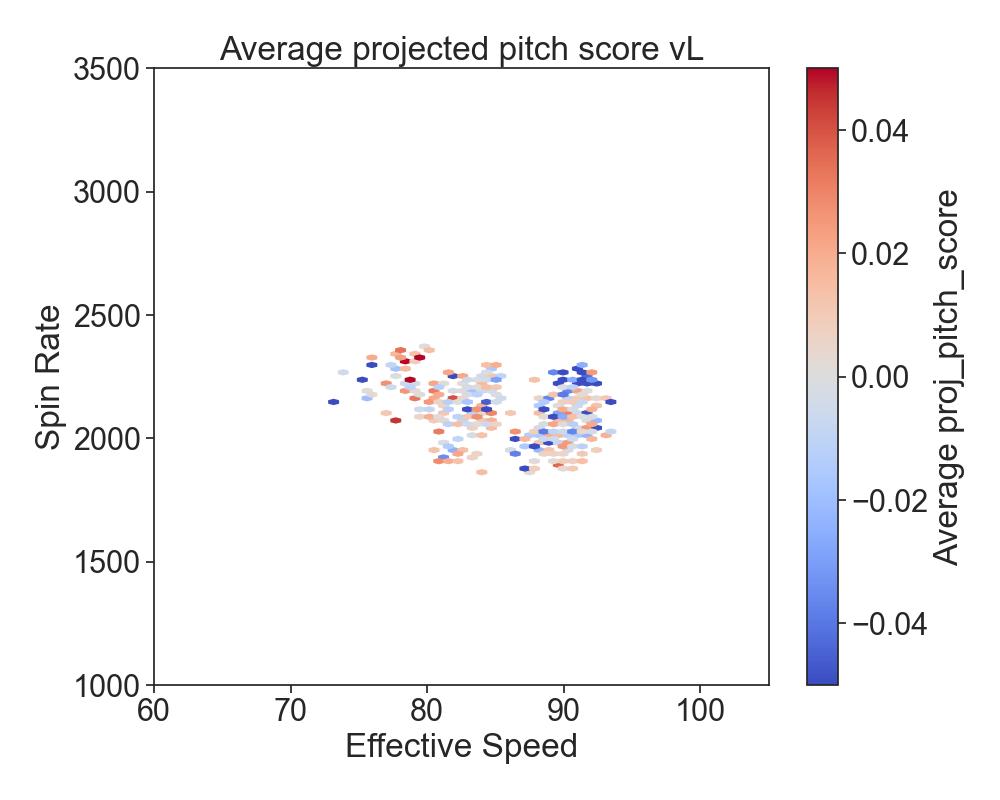 Average projected pitch score vL
3500
3000
2500
2000
1500
1000
Spin Rate
60 70 80 90 100
Effective Speed
0.04
0.02
0.00
−0.02
−0.04
Average proj_pitch_score